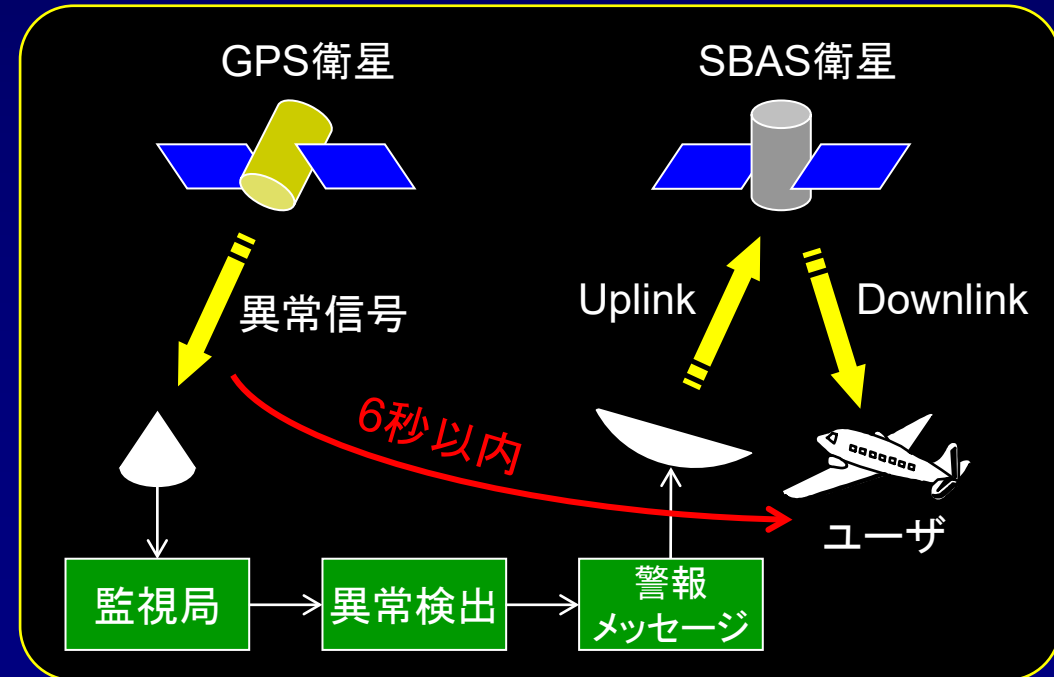 GPS衛星
SBAS衛星
異常信号
Uplink
Downlink
6秒以内
ユーザ
監視局
異常検出
警報
メッセージ